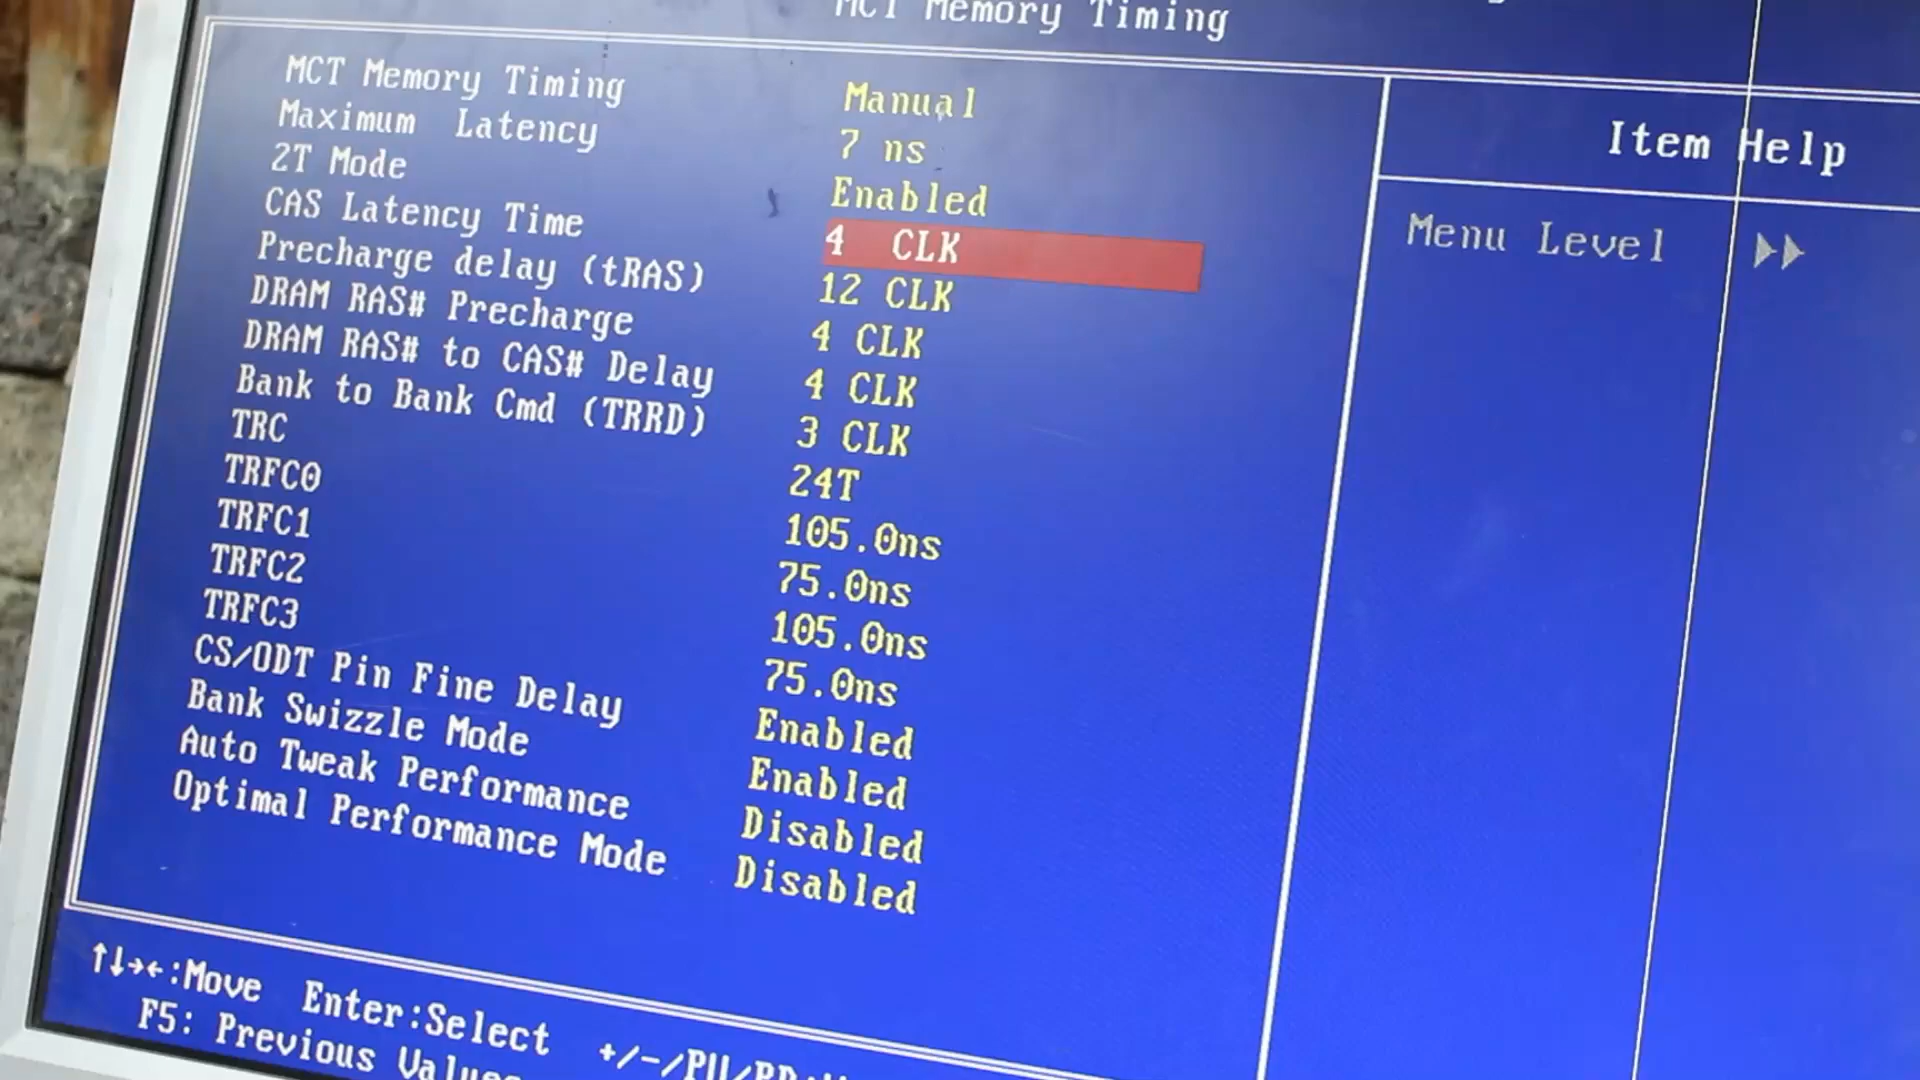 MCT Memory Timing
MCT Memory Timing Manual
Maximum Latency 7 ns
2T Mode Enabled
CAS Latency Time 4 CLK
Precharge delay (tRAS) 12 CLK
DRAM RAS# Precharge 4 CLK
DRAM RAS# to CAS# Delay 4 CLK
Bank to Bank Cmd (TRRD) 3 CLK
TRC 24T
TRFC0 105.0ns
TRFC1 75.0ns
TRFC2 105.0ns
TRFC3 75.0ns
CS/ODT Pin Fine Delay Enabled
Bank Swizzle Mode Enabled
Auto Tweak Performance Disabled
Optimal Performance Mode Disabled
Item Help
Menu Level ▶▶
↑↓→←:Move Enter:Select +/-/PU/PD:
F5: Previous Values